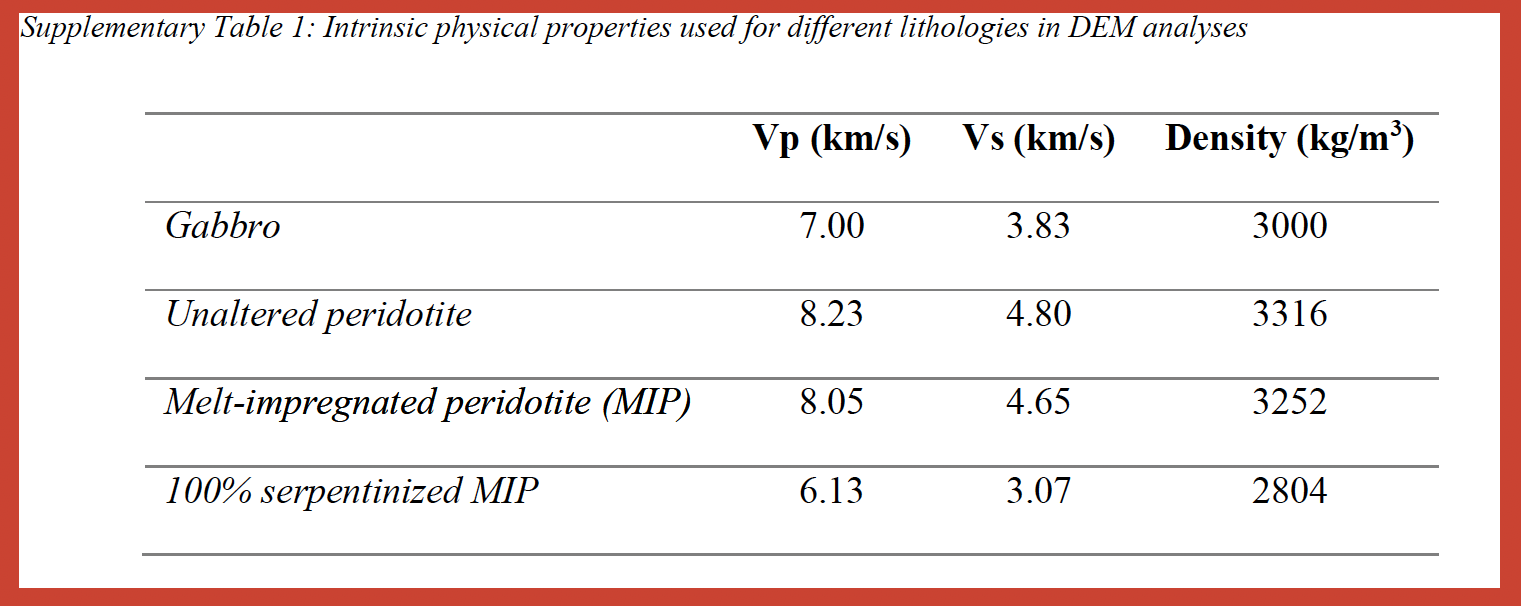 Supplementary Table 1: Intrinsic physical properties used for different lithologies in DEM analyses
Vp (km/s) Vs (km/s) Density (kg/m³)
Gabbro 7.00 3.83 3000
Unaltered peridotite 8.23 4.80 3316
Melt-impregnated peridotite (MIP) 8.05 4.65 3252
100% serpentinized MIP 6.13 3.07 2804